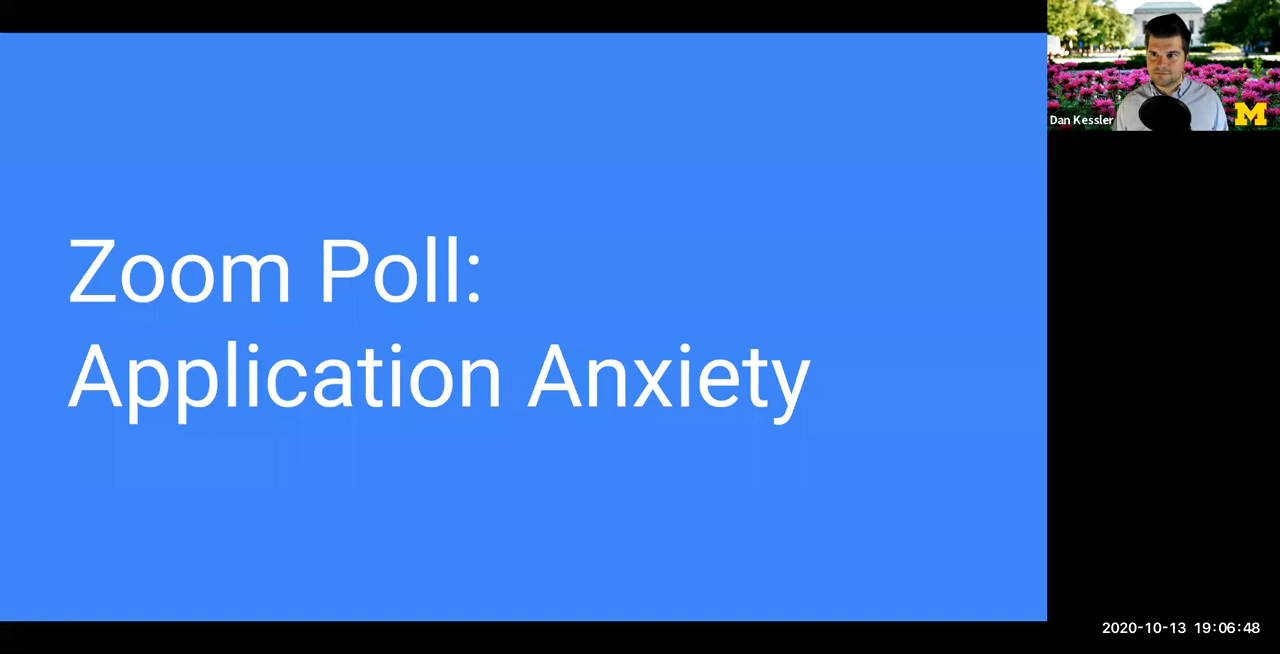 Zoom Poll:
Application Anxiety
Dan Kessler
M
2020-10-13 19:06:48